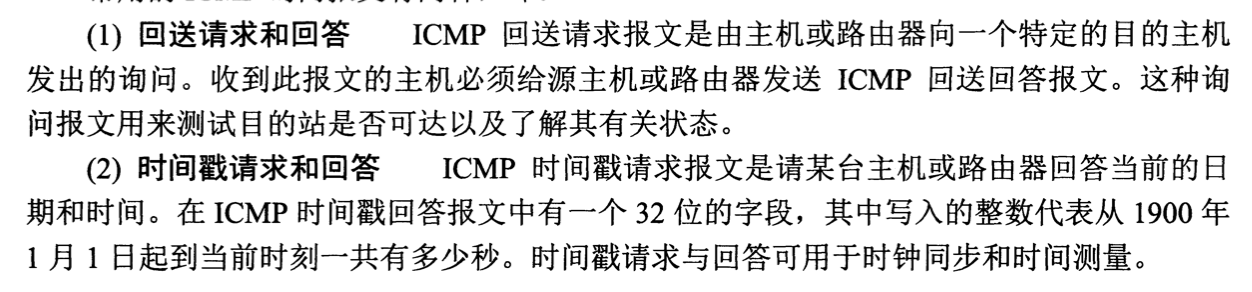 (1) 回送请求和回答 ICMP 回送请求报文是由主机或路由器向一个特定的目的主机
发出的询问。收到此报文的主机必须给源主机或路由器发送 ICMP 回送回答报文。这种询
问报文用来测试目的站是否可达以及了解其有关状态。
(2) 时间戳请求和回答 ICMP 时间戳请求报文是请某台主机或路由器回答当前的日
期和时间。在 ICMP 时间戳回答报文中有一个 32 位的字段，其中写入的整数代表从 1900 年
1 月 1 日起到当前时刻一共有多少秒。时间戳请求与回答可用于时钟同步和时间测量。